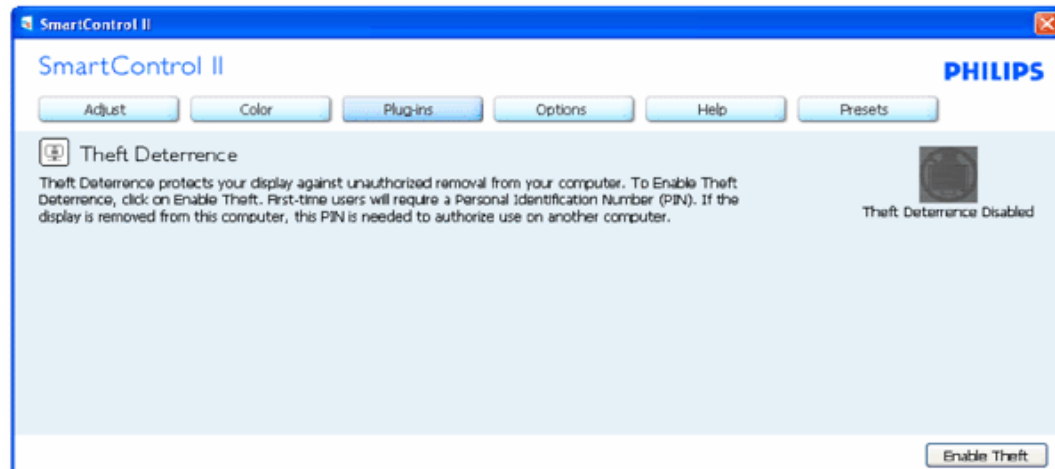 SmartControl II
SmartControl II
PHILIPS
Adjust Color Plug-ins Options Help Presets
Theft Deterrence
Theft Deterrence protects your display against unauthorized removal from your computer. To Enable Theft
Deterrence, click on Enable Theft. First-time users will require a Personal Identification Number (PIN). If the
display is removed from this computer, this PIN is needed to authorize use on another computer.
Theft Deterrence Disabled
Enable Theft